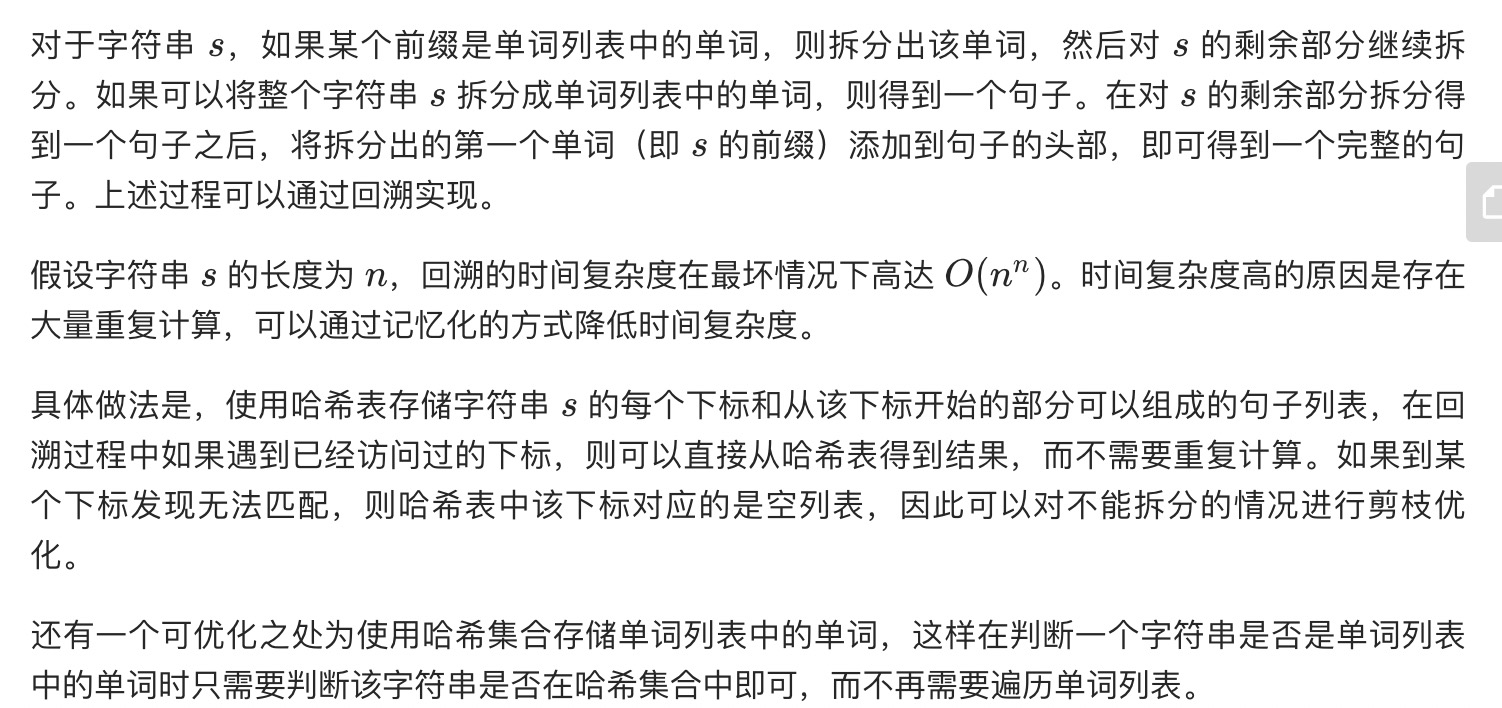 对于字符串 s，如果某个前缀是单词列表中的单词，则拆分出该单词，然后对 s 的剩余部分继续拆
分。如果可以将整个字符串 s 拆分成单词列表中的单词，则得到一个句子。在对 s 的剩余部分拆分得
到一个句子之后，将拆分出的第一个单词（即 s 的前缀）添加到句子的头部，即可得到一个完整的句
子。上述过程可以通过回溯实现。
假设字符串 s 的长度为 n，回溯的时间复杂度在最坏情况下高达 O(nⁿ)。时间复杂度高的原因是存在
大量重复计算，可以通过记忆化的方式降低时间复杂度。
具体做法是，使用哈希表存储字符串 s 的每个下标和从该下标开始的部分可以组成的句子列表，在回
溯过程中如果遇到已经访问过的下标，则可以直接从哈希表得到结果，而不需要重复计算。如果到某
个下标发现无法匹配，则哈希表中该下标对应的是空列表，因此可以对不能拆分的情况进行剪枝优
化。
还有一个可优化之处为使用哈希集合存储单词列表中的单词，这样在判断一个字符串是否是单词列表
中的单词时只需要判断该字符串是否在哈希集合中即可，而不再需要遍历单词列表。